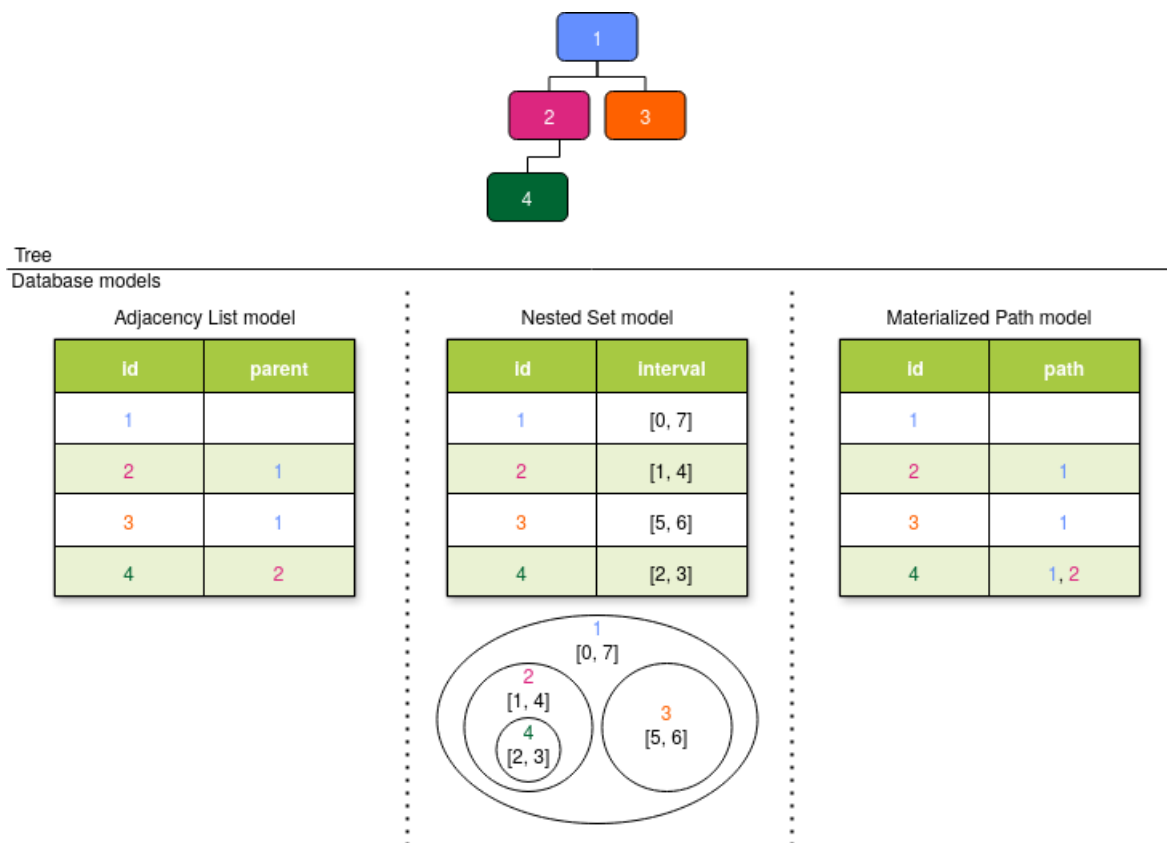 1
2 3
4
Tree
Database models
Adjacency List model
id parent
1
2 1
3 1
4 2
Nested Set model
id interval
1 [0, 7]
2 [1, 4]
3 [5, 6]
4 [2, 3]
1
[0, 7]
2
[1, 4]
4
[2, 3]
3
[5, 6]
Materialized Path model
id path
1
2 1
3 1
4 1, 2